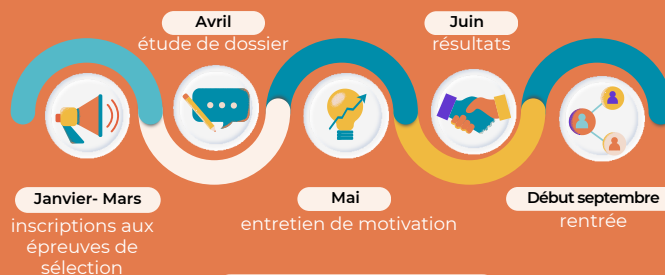 Avril
étude de dossier
Juin
résultats
Janvier- Mars
inscriptions aux
épreuves de
sélection
Mai
entretien de motivation
Début septembre
rentrée